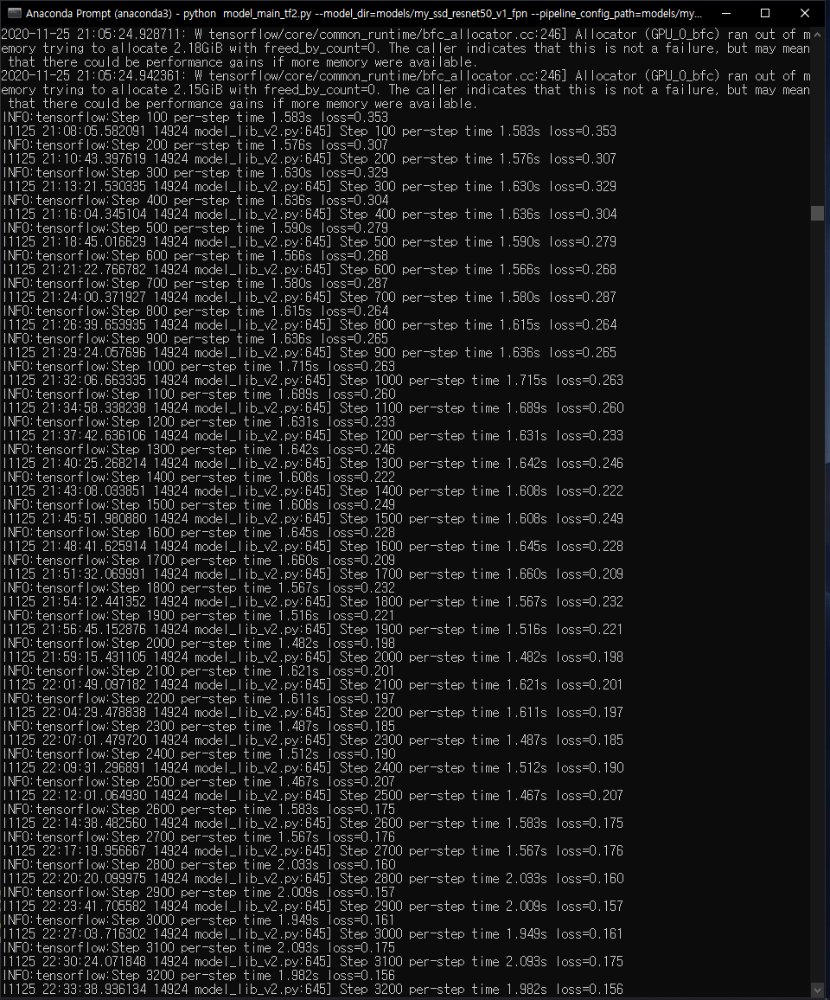 Anaconda Prompt (anaconda3) - python  model_main_tf2.py --model_dir=models/my_ssd_resnet50_v1_fpn --pipeline_config_path=models/my...
2020-11-25 21:05:24.928711: W tensorflow/core/common_runtime/bfc_allocator.cc:246] Allocator (GPU_0_bfc) ran out of m
emory trying to allocate 2.18GiB with freed_by_count=0. The caller indicates that this is not a failure, but may mean
 that there could be performance gains if more memory were available.
2020-11-25 21:05:24.942361: W tensorflow/core/common_runtime/bfc_allocator.cc:246] Allocator (GPU_0_bfc) ran out of m
emory trying to allocate 2.15GiB with freed_by_count=0. The caller indicates that this is not a failure, but may mean
 that there could be performance gains if more memory were available.
INFO:tensorflow:Step 100 per-step time 1.583s loss=0.353
I1125 21:08:05.582091 14924 model_lib_v2.py:645] Step 100 per-step time 1.583s loss=0.353
INFO:tensorflow:Step 200 per-step time 1.576s loss=0.307
I1125 21:10:43.397619 14924 model_lib_v2.py:645] Step 200 per-step time 1.576s loss=0.307
INFO:tensorflow:Step 300 per-step time 1.630s loss=0.329
I1125 21:13:21.530335 14924 model_lib_v2.py:645] Step 300 per-step time 1.630s loss=0.329
INFO:tensorflow:Step 400 per-step time 1.636s loss=0.304
I1125 21:16:04.345104 14924 model_lib_v2.py:645] Step 400 per-step time 1.636s loss=0.304
INFO:tensorflow:Step 500 per-step time 1.590s loss=0.279
I1125 21:18:45.016629 14924 model_lib_v2.py:645] Step 500 per-step time 1.590s loss=0.279
INFO:tensorflow:Step 600 per-step time 1.566s loss=0.268
I1125 21:21:22.766782 14924 model_lib_v2.py:645] Step 600 per-step time 1.566s loss=0.268
INFO:tensorflow:Step 700 per-step time 1.580s loss=0.287
I1125 21:24:00.371927 14924 model_lib_v2.py:645] Step 700 per-step time 1.580s loss=0.287
INFO:tensorflow:Step 800 per-step time 1.615s loss=0.264
I1125 21:26:39.653935 14924 model_lib_v2.py:645] Step 800 per-step time 1.615s loss=0.264
INFO:tensorflow:Step 900 per-step time 1.636s loss=0.265
I1125 21:29:24.057696 14924 model_lib_v2.py:645] Step 900 per-step time 1.636s loss=0.265
INFO:tensorflow:Step 1000 per-step time 1.715s loss=0.263
I1125 21:32:06.663335 14924 model_lib_v2.py:645] Step 1000 per-step time 1.715s loss=0.263
INFO:tensorflow:Step 1100 per-step time 1.689s loss=0.260
I1125 21:34:58.338238 14924 model_lib_v2.py:645] Step 1100 per-step time 1.689s loss=0.260
INFO:tensorflow:Step 1200 per-step time 1.631s loss=0.233
I1125 21:37:42.636106 14924 model_lib_v2.py:645] Step 1200 per-step time 1.631s loss=0.233
INFO:tensorflow:Step 1300 per-step time 1.642s loss=0.246
I1125 21:40:25.268214 14924 model_lib_v2.py:645] Step 1300 per-step time 1.642s loss=0.246
INFO:tensorflow:Step 1400 per-step time 1.608s loss=0.222
I1125 21:43:08.033851 14924 model_lib_v2.py:645] Step 1400 per-step time 1.608s loss=0.222
INFO:tensorflow:Step 1500 per-step time 1.608s loss=0.249
I1125 21:45:51.980880 14924 model_lib_v2.py:645] Step 1500 per-step time 1.608s loss=0.249
INFO:tensorflow:Step 1600 per-step time 1.645s loss=0.228
I1125 21:48:41.625914 14924 model_lib_v2.py:645] Step 1600 per-step time 1.645s loss=0.228
INFO:tensorflow:Step 1700 per-step time 1.660s loss=0.209
I1125 21:51:32.069991 14924 model_lib_v2.py:645] Step 1700 per-step time 1.660s loss=0.209
INFO:tensorflow:Step 1800 per-step time 1.567s loss=0.232
I1125 21:54:12.441352 14924 model_lib_v2.py:645] Step 1800 per-step time 1.567s loss=0.232
INFO:tensorflow:Step 1900 per-step time 1.516s loss=0.221
I1125 21:56:45.152876 14924 model_lib_v2.py:645] Step 1900 per-step time 1.516s loss=0.221
INFO:tensorflow:Step 2000 per-step time 1.482s loss=0.198
I1125 21:59:15.431105 14924 model_lib_v2.py:645] Step 2000 per-step time 1.482s loss=0.198
INFO:tensorflow:Step 2100 per-step time 1.621s loss=0.201
I1125 22:01:49.097182 14924 model_lib_v2.py:645] Step 2100 per-step time 1.621s loss=0.201
INFO:tensorflow:Step 2200 per-step time 1.611s loss=0.197
I1125 22:04:29.478838 14924 model_lib_v2.py:645] Step 2200 per-step time 1.611s loss=0.197
INFO:tensorflow:Step 2300 per-step time 1.487s loss=0.185
I1125 22:07:01.479720 14924 model_lib_v2.py:645] Step 2300 per-step time 1.487s loss=0.185
INFO:tensorflow:Step 2400 per-step time 1.512s loss=0.190
I1125 22:09:31.296891 14924 model_lib_v2.py:645] Step 2400 per-step time 1.512s loss=0.190
INFO:tensorflow:Step 2500 per-step time 1.467s loss=0.207
I1125 22:12:01.064930 14924 model_lib_v2.py:645] Step 2500 per-step time 1.467s loss=0.207
INFO:tensorflow:Step 2600 per-step time 1.583s loss=0.175
I1125 22:14:38.482560 14924 model_lib_v2.py:645] Step 2600 per-step time 1.583s loss=0.175
INFO:tensorflow:Step 2700 per-step time 1.567s loss=0.176
I1125 22:17:19.956667 14924 model_lib_v2.py:645] Step 2700 per-step time 1.567s loss=0.176
INFO:tensorflow:Step 2800 per-step time 2.033s loss=0.160
I1125 22:20:20.099975 14924 model_lib_v2.py:645] Step 2800 per-step time 2.033s loss=0.160
INFO:tensorflow:Step 2900 per-step time 2.009s loss=0.157
I1125 22:23:41.705582 14924 model_lib_v2.py:645] Step 2900 per-step time 2.009s loss=0.157
INFO:tensorflow:Step 3000 per-step time 1.949s loss=0.161
I1125 22:27:03.716302 14924 model_lib_v2.py:645] Step 3000 per-step time 1.949s loss=0.161
INFO:tensorflow:Step 3100 per-step time 2.093s loss=0.175
I1125 22:30:24.071848 14924 model_lib_v2.py:645] Step 3100 per-step time 2.093s loss=0.175
INFO:tensorflow:Step 3200 per-step time 1.982s loss=0.156
I1125 22:33:38.936134 14924 model_lib_v2.py:645] Step 3200 per-step time 1.982s loss=0.156